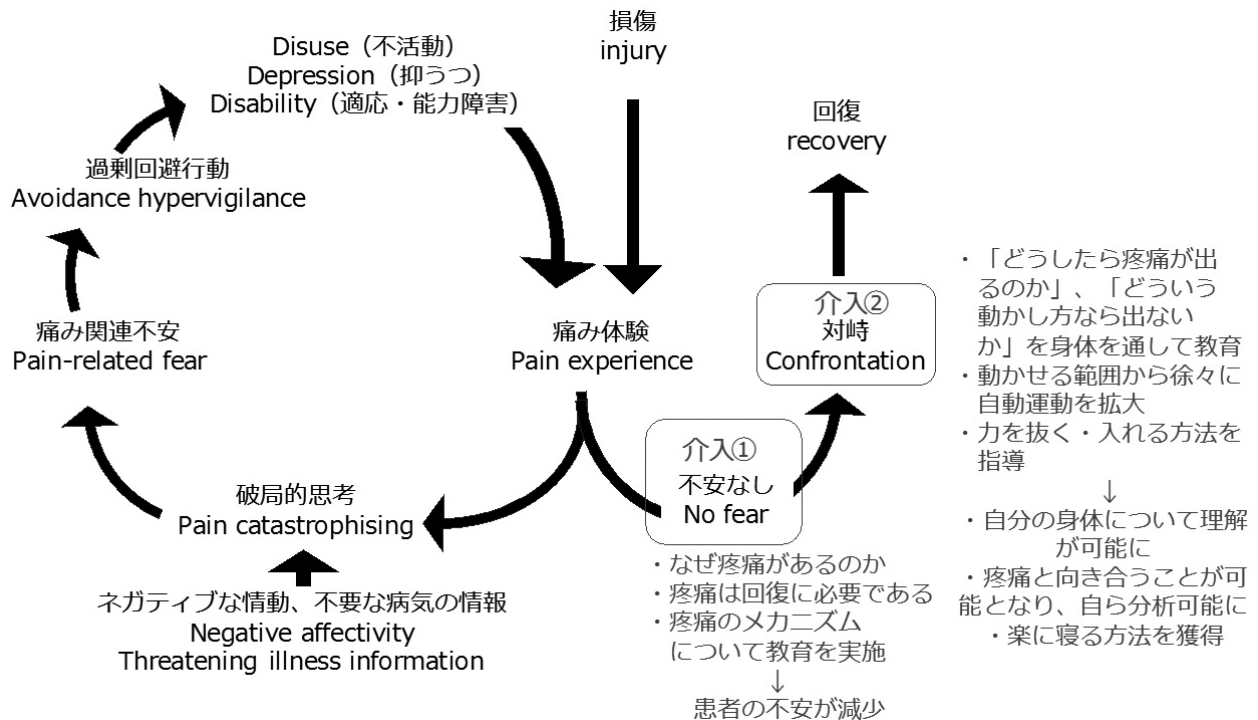 損傷
injury
Disuse（不活動）
Depression（抑うつ）
Disability（適応・能力障害）
回復
recovery
過剰回避行動
Avoidance hypervigilance
痛み関連不安
Pain-related fear
痛み体験
Pain experience
介入②
対峙
Confrontation
・「どうしたら疼痛が出
るのか」、「どういう
動かし方なら出ない
か」を身体を通して教育
・動かせる範囲から徐々に
自動運動を拡大
・力を抜く・入れる方法を
指導
↓
・自分の身体について理解
が可能に
・疼痛と向き合うことが可
能となり、自ら分析可能に
・楽に寝る方法を獲得
介入①
不安なし
No fear
・なぜ疼痛があるのか
・疼痛は回復に必要である
・疼痛のメカニズム
について教育を実施
↓
患者の不安が減少
破局的思考
Pain catastrophising
ネガティブな情動、不要な病気の情報
Negative affectivity
Threatening illness information